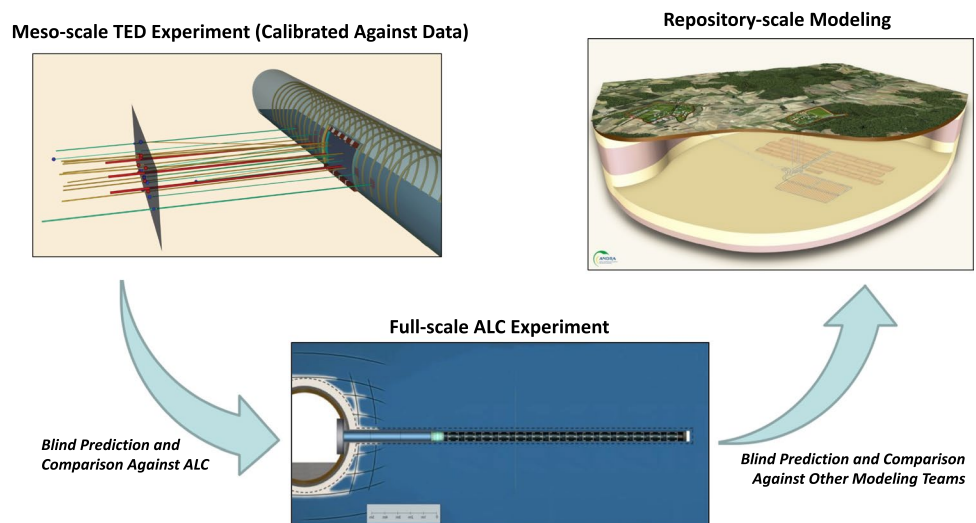 Meso-scale TED Experiment (Calibrated Against Data)
Repository-scale Modeling
ANDRA
Full-scale ALC Experiment
Blind Prediction and
Comparison Against ALC
Blind Prediction and Comparison
Against Other Modeling Teams